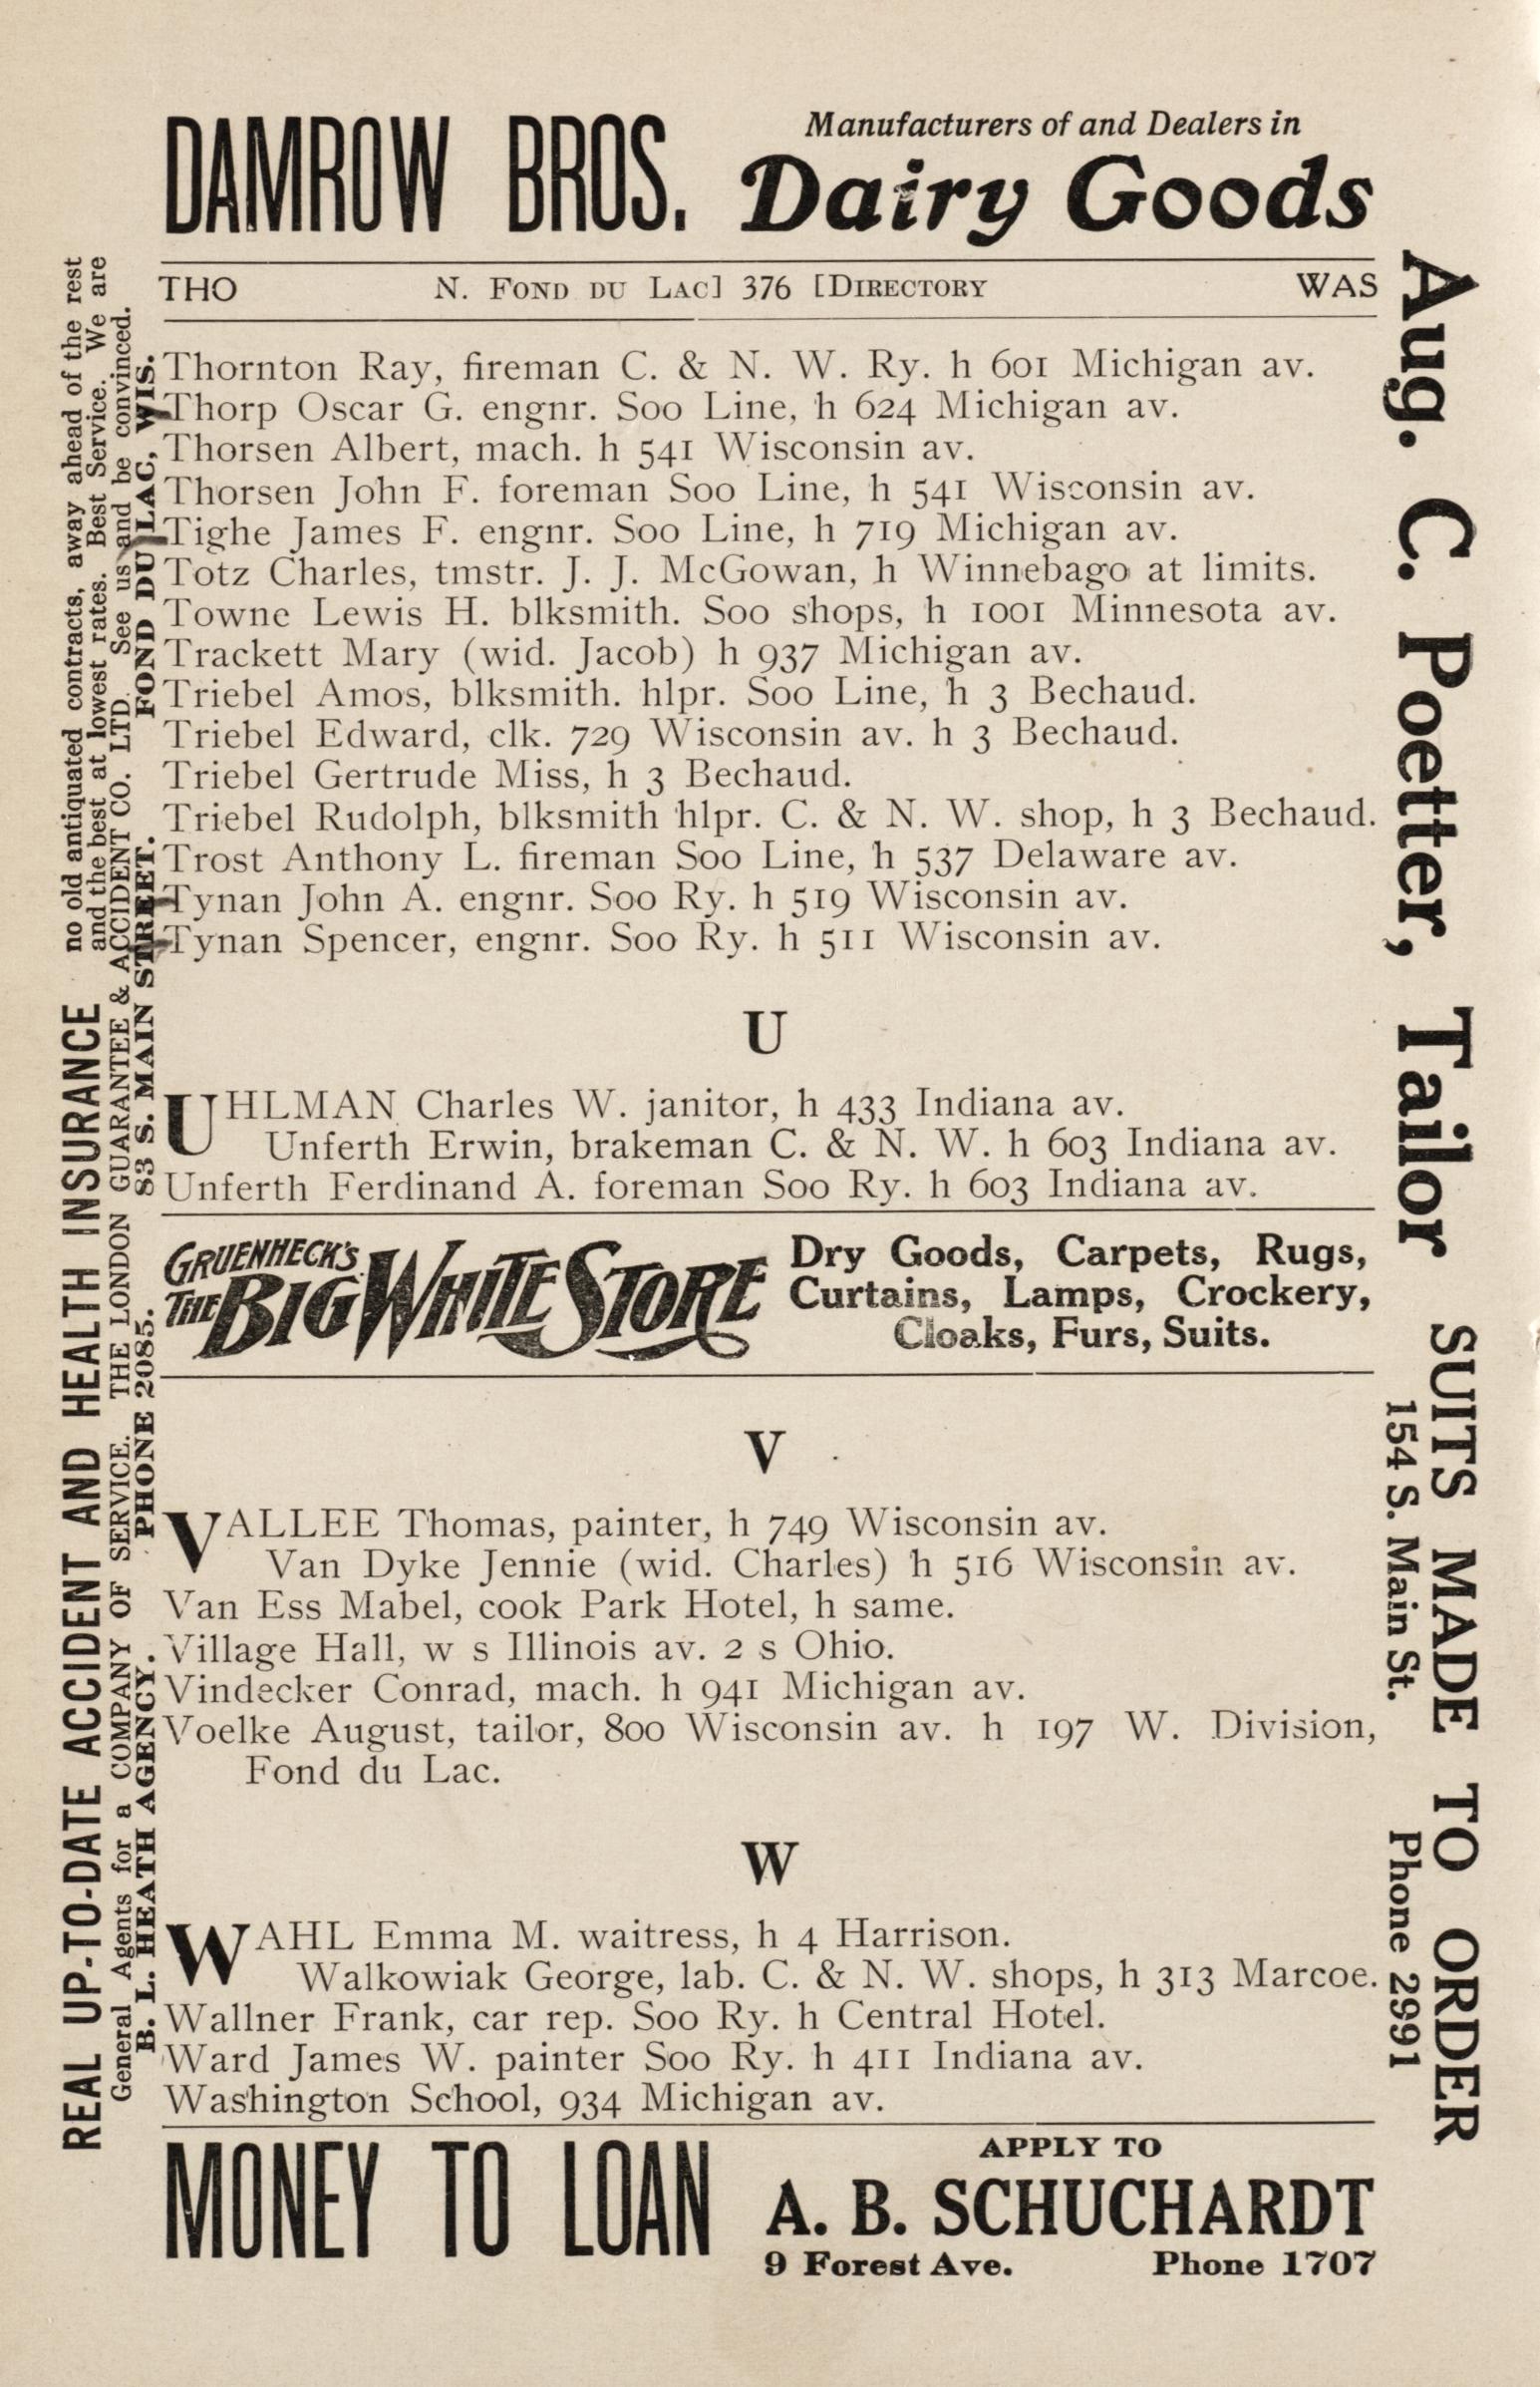 DAMROW BROS. Manufacturers of and Dealers in
Dairy Goods
THO N. FOND DU LAC] 376 [DIRECTORY WAS
Thornton Ray, fireman C. & N. W. Ry. h 601 Michigan av.
Thorp Oscar G. engnr. Soo Line, h 624 Michigan av.
Thorsen Albert, mach. h 541 Wisconsin av.
Thorsen John F. foreman Soo Line, h 541 Wisconsin av.
Tighe James F. engnr. Soo Line, h 719 Michigan av.
Totz Charles, tmstr. J. J. McGowan, h Winnebago at limits.
Towne Lewis H. blksmith. Soo shops, h 1001 Minnesota av.
Trackett Mary (wid. Jacob) h 937 Michigan av.
Triebel Amos, blksmith. hlpr. Soo Line, h 3 Bechaud.
Triebel Edward, clk. 729 Wisconsin av. h 3 Bechaud.
Triebel Gertrude Miss, h 3 Bechaud.
Triebel Rudolph, blksmith hlpr. C. & N. W. shop, h 3 Bechaud.
Trost Anthony L. fireman Soo Line, h 537 Delaware av.
Tynan John A. engnr. Soo Ry. h 519 Wisconsin av.
Tynan Spencer, engnr. Soo Ry. h 511 Wisconsin av.
U
UHLMAN Charles W. janitor, h 433 Indiana av.
Unferth Erwin, brakeman C. & N. W. h 603 Indiana av.
Unferth Ferdinand A. foreman Soo Ry. h 603 Indiana av.
GRUENHECK'S
THE BIG WHITE STORE
Dry Goods, Carpets, Rugs,
Curtains, Lamps, Crockery,
Cloaks, Furs, Suits.
V
VALLEE Thomas, painter, h 749 Wisconsin av.
Van Dyke Jennie (wid. Charles) h 516 Wisconsin av.
Van Ess Mabel, cook Park Hotel, h same.
Village Hall, w s Illinois av. 2 s Ohio.
Vindecker Conrad, mach. h 941 Michigan av.
Voelke August, tailor, 800 Wisconsin av. h 197 W. Division,
Fond du Lac.
W
WAHL Emma M. waitress, h 4 Harrison.
Walkowiak George, lab. C. & N. W. shops, h 313 Marcoe.
Wallner Frank, car rep. Soo Ry. h Central Hotel.
Ward James W. painter Soo Ry. h 411 Indiana av.
Washington School, 934 Michigan av.
MONEY TO LOAN
APPLY TO
A. B. SCHUCHARDT
9 Forest Ave. Phone 1707
REAL UP-TO-DATE ACCIDENT AND HEALTH INSURANCE no old antiquated contracts, away ahead of the rest
and the best at lowest rates. Best Service. We are
General Agents for a COMPANY OF SERVICE. THE LONDON GUARANTEE & ACCIDENT CO. LTD. See us and be convinced.
B. L. HEATH AGENCY. PHONE 2085. 83 S. MAIN STREET. FOND DU LAC, WIS.
Aug. C. Poetter, Tailor
SUITS MADE TO ORDER
154 S. Main St. Phone 2991